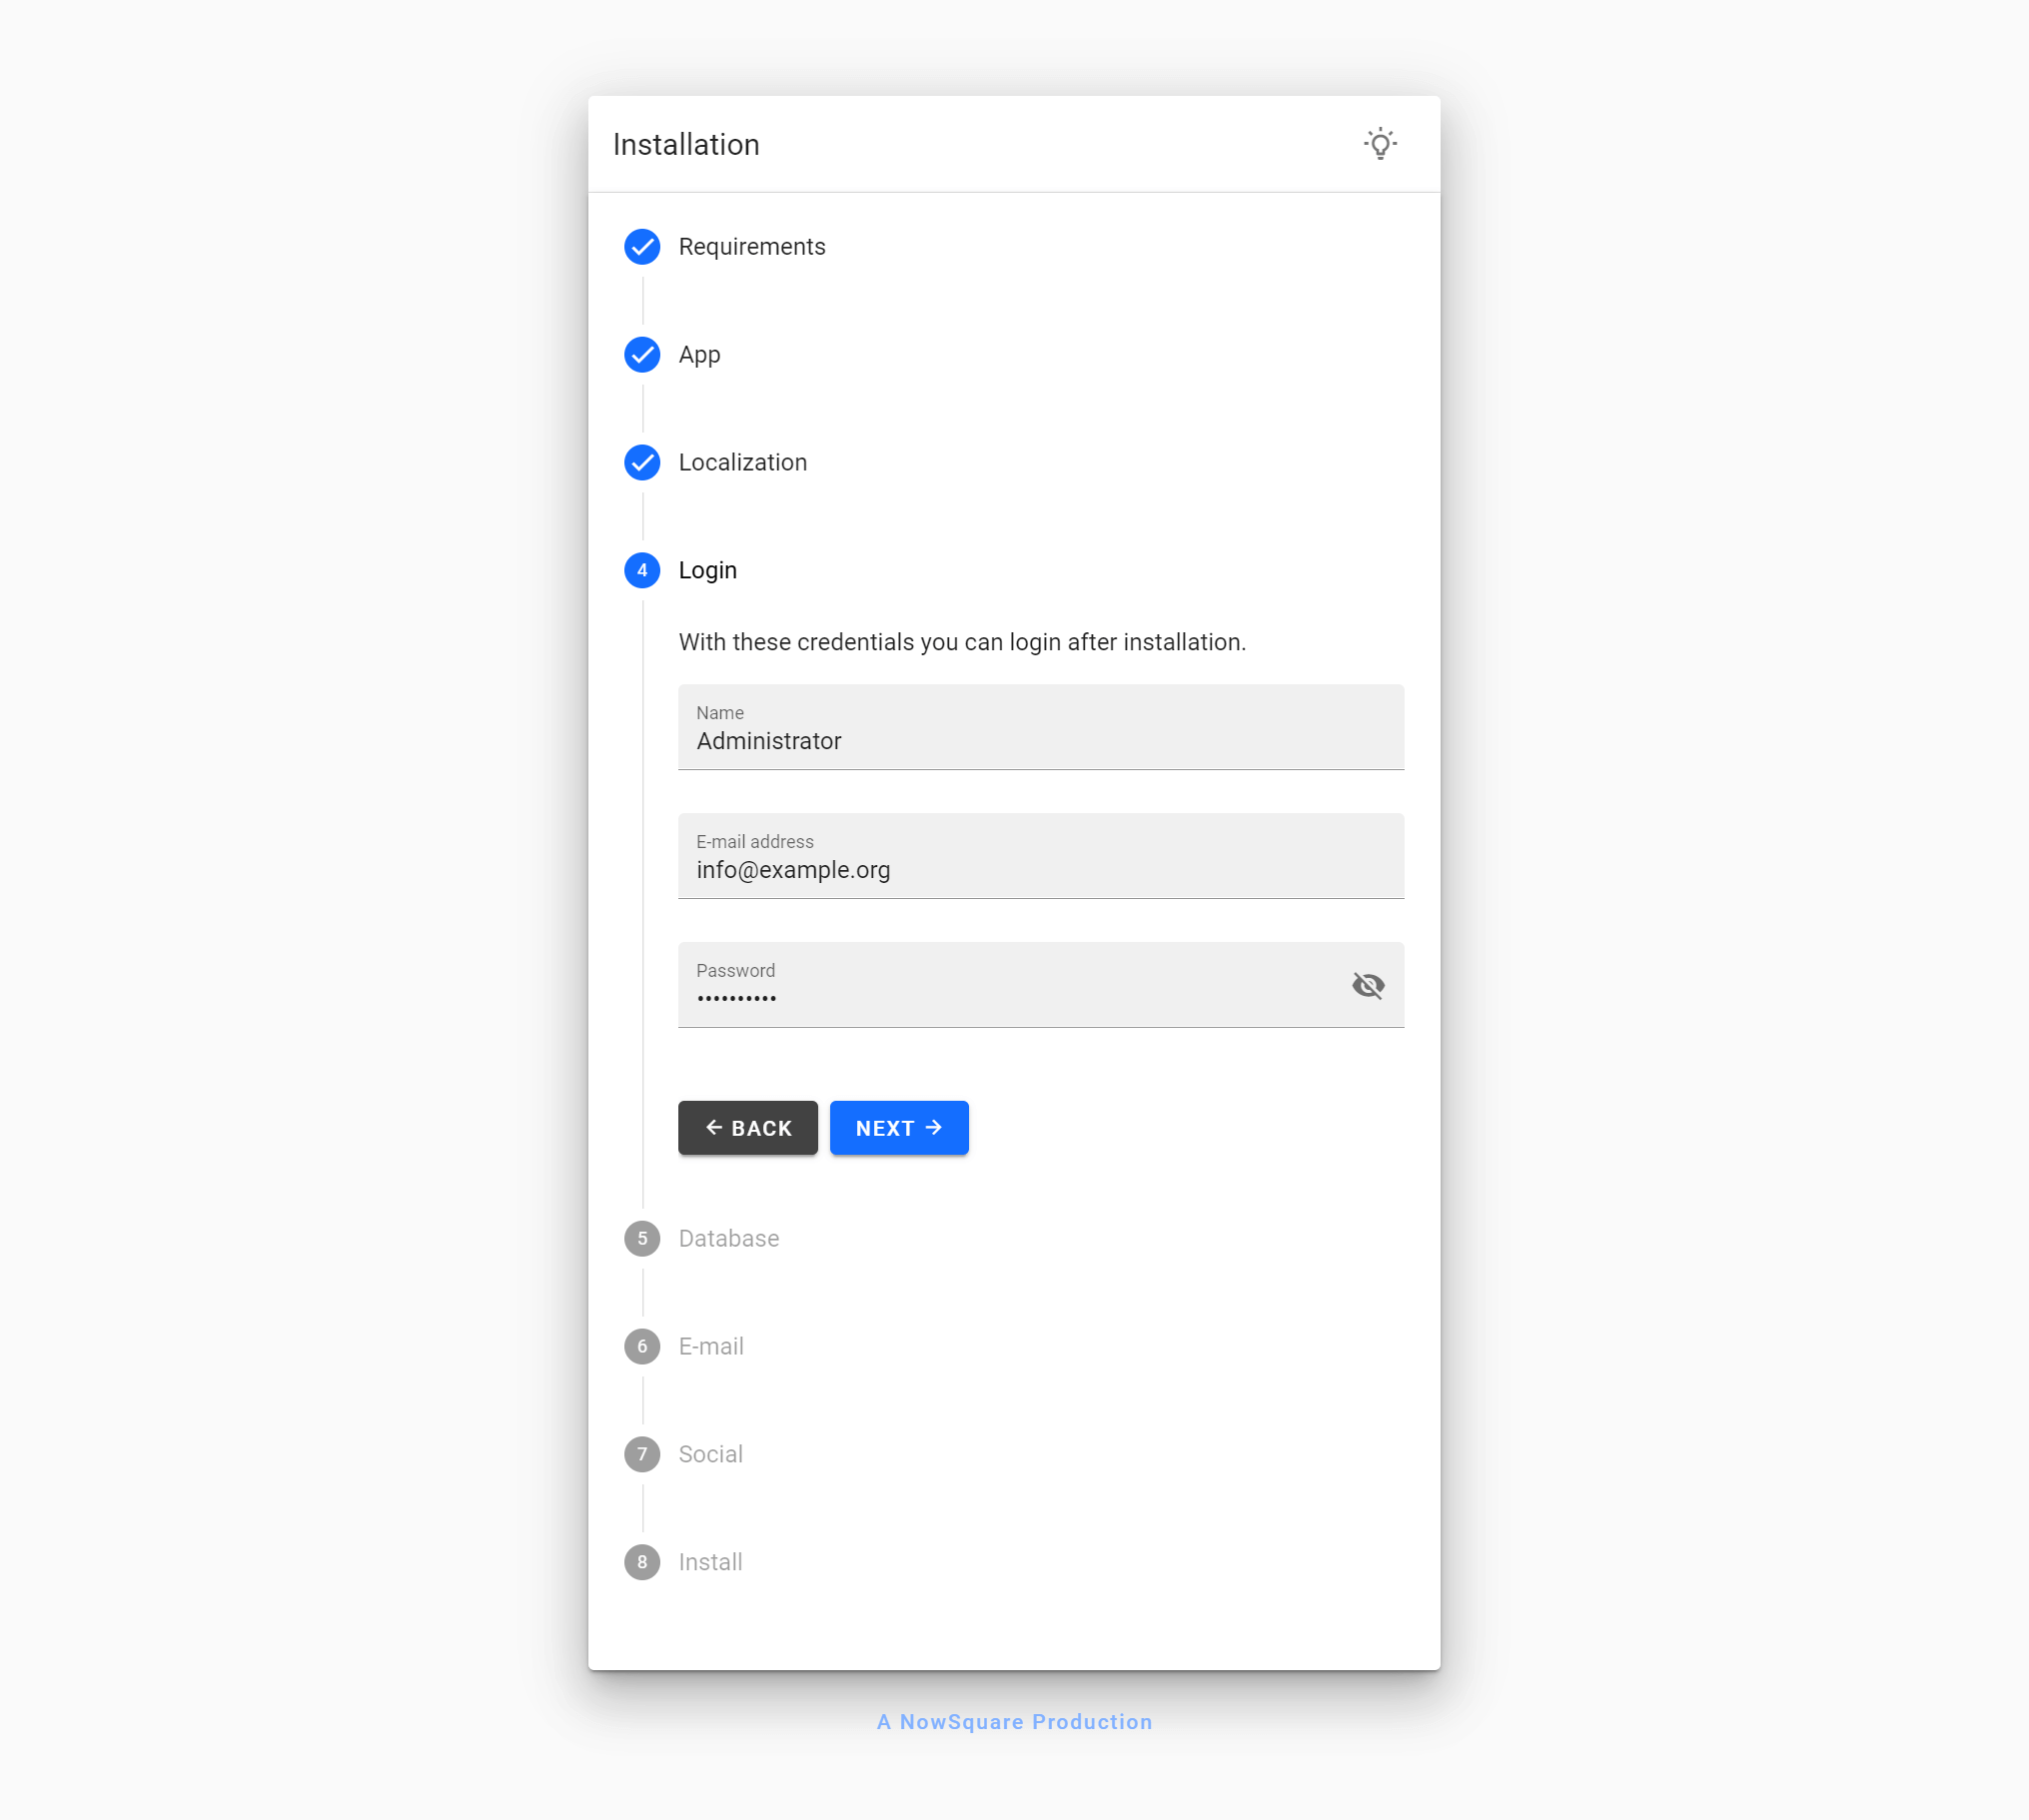 Installation
Requirements
App
Localization
4 Login
With these credentials you can login after installation.
Name
Administrator
E-mail address
info@example.org
Password
••••••••••
BACK NEXT
5 Database
6 E-mail
7 Social
8 Install
A NowSquare Production